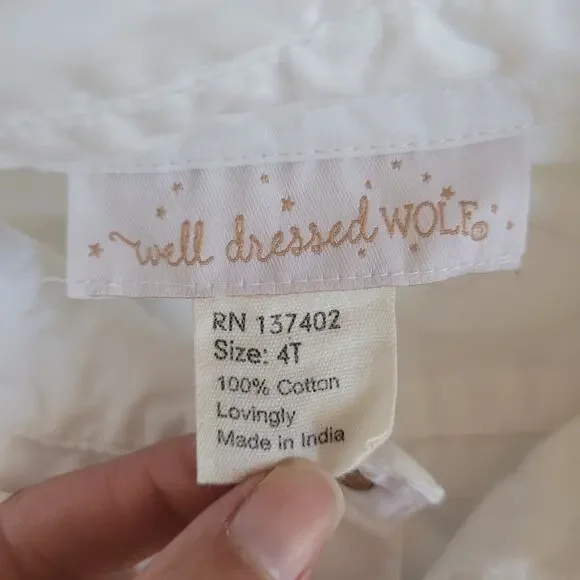 well dressed WOLF®
RN 137402
Size: 4T
100% Cotton
Lovingly
Made in India